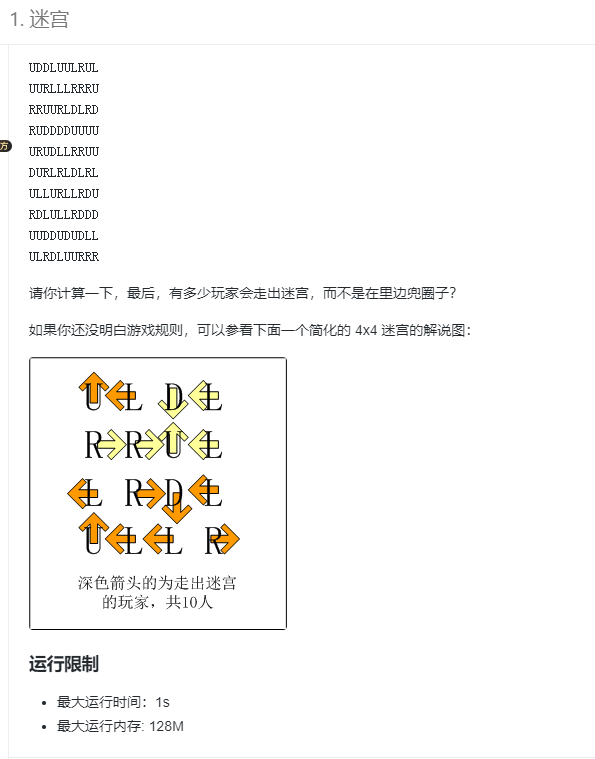 1. 迷宫
UDDLUULRUL
UURLLLRRRU
RRUURLDLRD
RUDDDDUUUU
URUDLLRRUU
DURLRLDLRL
ULLURLLRDU
RDLULLRDDD
UUDDUDUDLL
ULRDLUURRR
方
请你计算一下，最后，有多少玩家会走出迷宫，而不是在里边兜圈子？
如果你还没明白游戏规则，可以参看下面一个简化的 4x4 迷宫的解说图：
U L D L
R R U L
L R D L
U L L R
深色箭头的为走出迷宫
的玩家，共10人
运行限制
• 最大运行时间：1s
• 最大运行内存: 128M